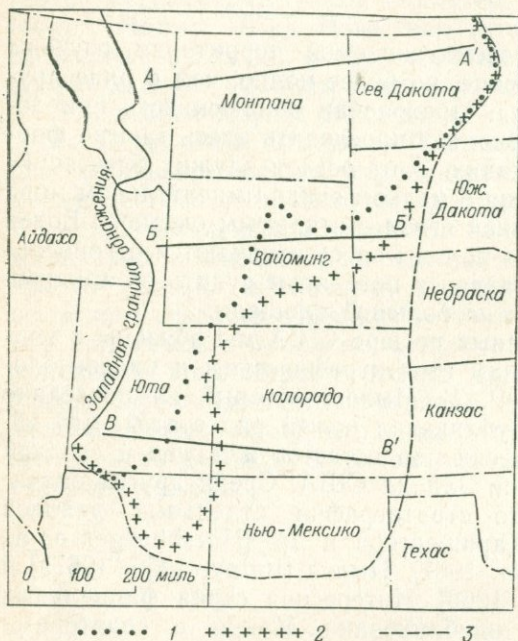 А
А'
Монтана
Сев. Дакота
Юж.
Дакота
Айдахо
Западная граница обнажения
Б
Б'
Вайоминг
Небраска
Юта
Колорадо
Канзас
В
В'
Нью-Мексико
Техас
0 100 200 миль
1 2 3